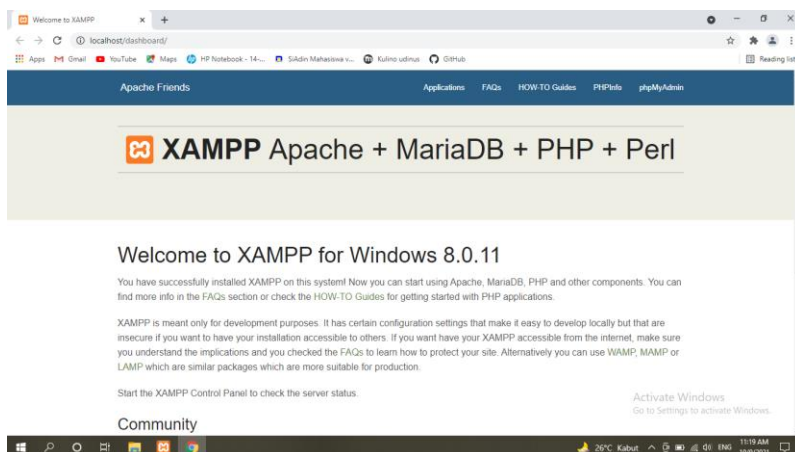 Welcome to XAMPP
localhost/dashboard/
Apps Gmail YouTube Maps HP Notebook - 14-... SiAdin Mahasiswa v... Kulino udinus GitHub Reading list
Apache Friends Applications FAQs HOW-TO Guides PHPInfo phpMyAdmin
XAMPP Apache + MariaDB + PHP + Perl
Welcome to XAMPP for Windows 8.0.11
You have successfully installed XAMPP on this system! Now you can start using Apache, MariaDB, PHP and other components. You can
find more info in the FAQs section or check the HOW-TO Guides for getting started with PHP applications.
XAMPP is meant only for development purposes. It has certain configuration settings that make it easy to develop locally but that are
insecure if you want to have your installation accessible to others. If you want have your XAMPP accessible from the internet, make sure
you understand the implications and you checked the FAQs to learn how to protect your site. Alternatively you can use WAMP, MAMP or
LAMP which are similar packages which are more suitable for production.
Start the XAMPP Control Panel to check the server status.
Activate Windows
Go to Settings to activate Windows.
Community
26°C Kabut ENG 11:19 AM